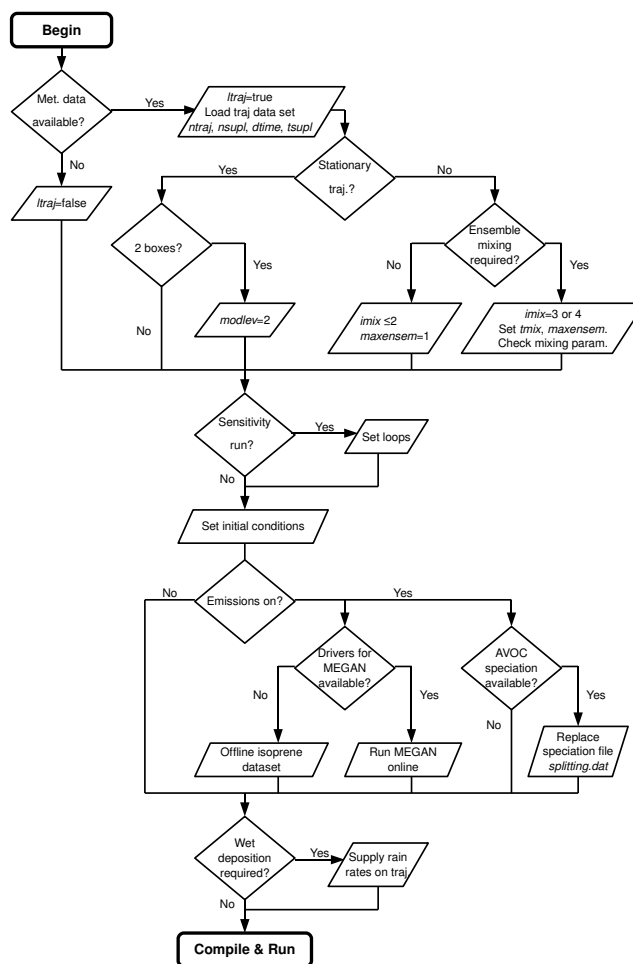 Begin
Met. data
available?
Yes
ltraj=true
Load traj data set
ntraj, nsupl, dtime, tsupl
No
ltraj=false
Stationary
traj.?
Yes
No
2 boxes?
Yes
No
modlev=2
Ensemble
mixing
required?
No
Yes
imix ≤2
maxensem=1
imix=3 or 4
Set tmix, maxensem.
Check mixing param.
Sensitivity
run?
Yes
Set loops
No
Set initial conditions
Emissions on?
No
Yes
Drivers for
MEGAN
available?
No
Yes
Offline isoprene
dataset
Run MEGAN
online
AVOC
speciation
available?
Yes
No
Replace
speciation file
splitting.dat
Wet
deposition
required?
Yes
Supply rain
rates on traj
No
Compile & Run